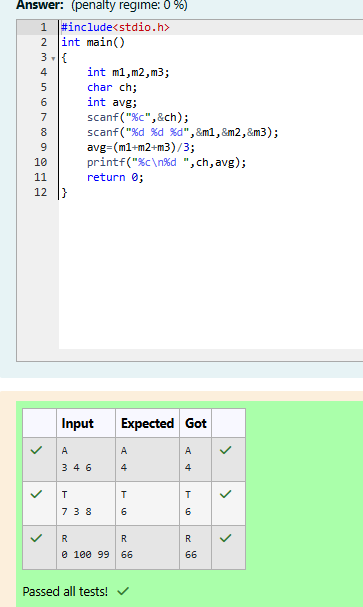 Answer: (penalty regime: 0 %)
1 #include<stdio.h>
2 int main()
3 {
4 int m1,m2,m3;
5 char ch;
6 int avg;
7 scanf("%c",&ch);
8 scanf("%d %d %d",&m1,&m2,&m3);
9 avg=(m1+m2+m3)/3;
10 printf("%c\n%d ",ch,avg);
11 return 0;
12 }
Input Expected Got
A A A
3 4 6 4 4
T T T
7 3 8 6 6
R R R
0 100 99 66 66
Passed all tests!